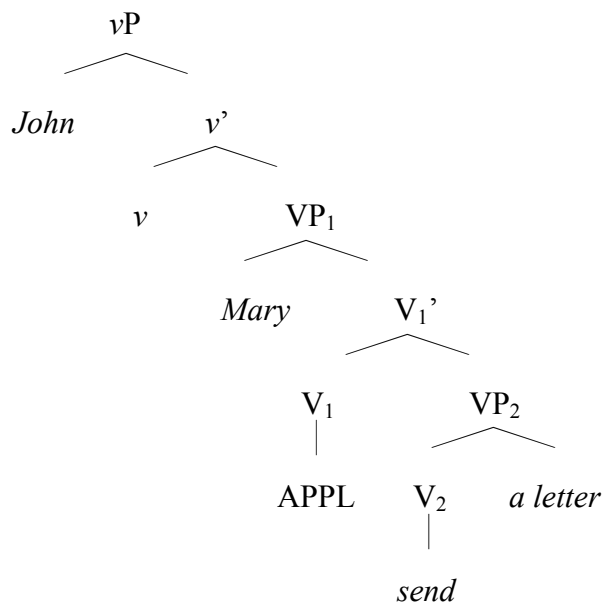 vP
John v’
v VP₁
Mary V₁’
V₁ VP₂
APPL V₂ a letter
send